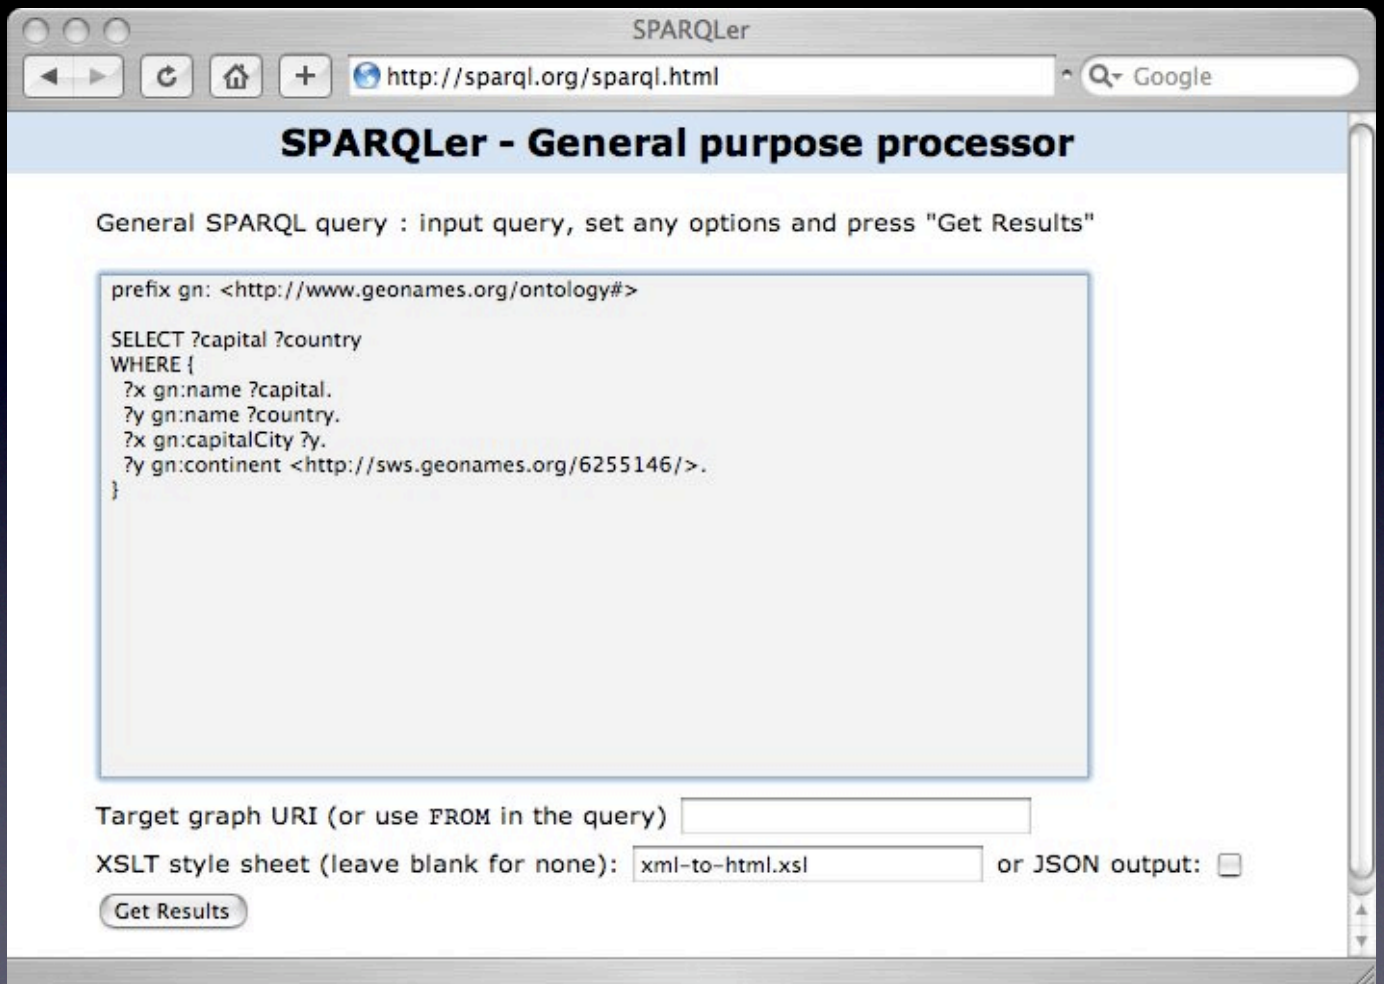 SPARQLer
http://sparql.org/sparql.html
Google
SPARQLer - General purpose processor
General SPARQL query : input query, set any options and press "Get Results"
prefix gn: <http://www.geonames.org/ontology#>
SELECT ?capital ?country
WHERE {
?x gn:name ?capital.
?y gn:name ?country.
?x gn:capitalCity ?y.
?y gn:continent <http://sws.geonames.org/6255146/>.
}
Target graph URI (or use FROM in the query)
XSLT style sheet (leave blank for none): xml-to-html.xsl or JSON output:
Get Results